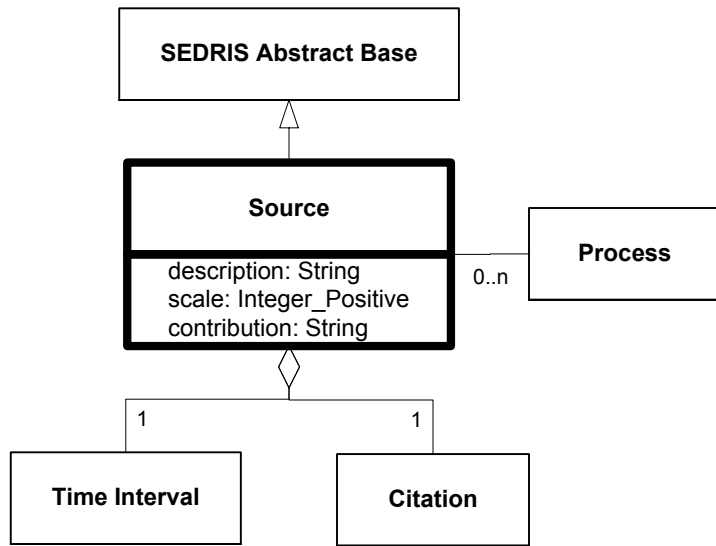 SEDRIS Abstract Base
Source
description: String
scale: Integer_Positive
contribution: String
Process
0..n
1
1
Time Interval
Citation